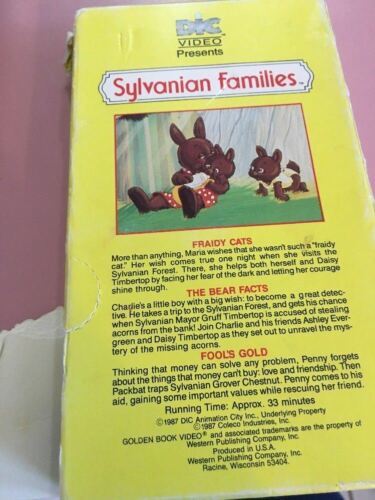 DIC
VIDEO
Presents
Sylvanian Families™
FRAIDY CATS
More than anything, Maria wishes that she wasn't such a "fraidy
cat." Her wish comes true one night when she visits the
Sylvanian Forest. There, she helps both herself and Daisy
Timbertop by facing her fear of the dark and letting her courage
shine through.
THE BEAR FACTS
Charlie's a little boy with a big wish: to become a great detec-
tive. He takes a trip to the Sylvanian Forest, and gets his chance
when Sylvanian Mayor Gruff Timbertop is accused of stealing
acorns from the bank! Join Charlie and his friends Ashley Ever-
green and Daisy Timbertop as they set out to unravel the mys-
tery of the missing acorns.
FOOL'S GOLD
Thinking that money can solve any problem, Penny forgets
about the things that money can't buy: love and friendship. Then
Packbat traps Sylvanian Grover Chestnut. Penny comes to his
aid, gaining some important values while rescuing her friend.
Running Time: Approx. 33 minutes
©1987 DIC Animation City Inc., Underlying Property
©1987 Coleco Industries, Inc.
GOLDEN BOOK VIDEO® and associated trademarks are the property of
Western Publishing Company, Inc.
Produced in U.S.A.
Western Publishing Company, Inc.
Racine, Wisconsin 53404.